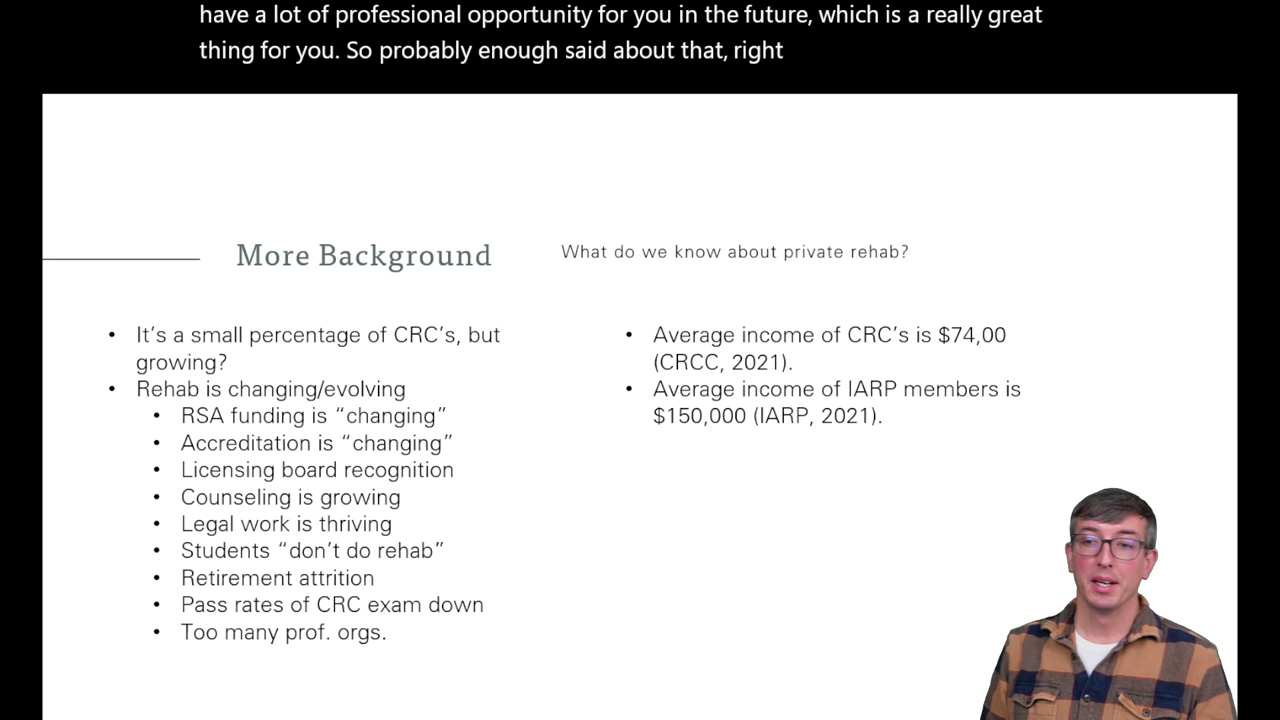 have a lot of professional opportunity for you in the future, which is a really great
thing for you. So probably enough said about that, right
More Background
What do we know about private rehab?
• It’s a small percentage of CRC’s, but
growing?
• Rehab is changing/evolving
• RSA funding is “changing”
• Accreditation is “changing”
• Licensing board recognition
• Counseling is growing
• Legal work is thriving
• Students “don’t do rehab”
• Retirement attrition
• Pass rates of CRC exam down
• Too many prof. orgs.
• Average income of CRC’s is $74,00
(CRCC, 2021).
• Average income of IARP members is
$150,000 (IARP, 2021).